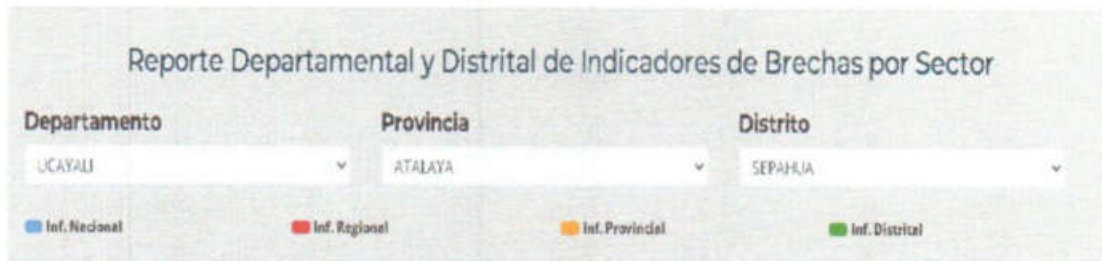 Reporte Departamental y Distrital de Indicadores de Brechas por Sector
Departamento Provincia Distrito
UCAYALI ATALAYA SEPAHUA
Inf. Nacional Inf. Regional Inf. Provincial Inf. Distrital